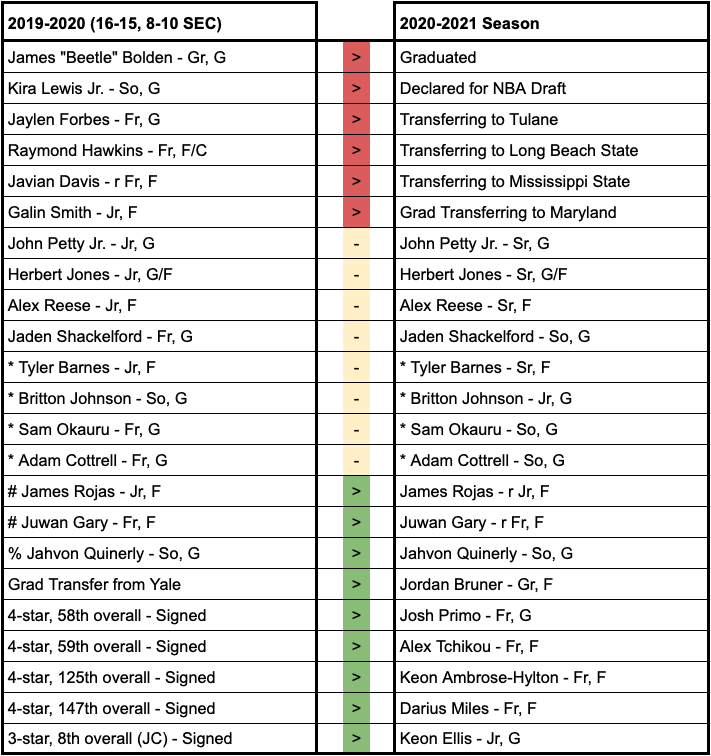 2019-2020 (16-15, 8-10 SEC) 2020-2021 Season
James "Beetle" Bolden - Gr, G > Graduated
Kira Lewis Jr. - So, G > Declared for NBA Draft
Jaylen Forbes - Fr, G > Transferring to Tulane
Raymond Hawkins - Fr, F/C > Transferring to Long Beach State
Javian Davis - r Fr, F > Transferring to Mississippi State
Galin Smith - Jr, F > Grad Transferring to Maryland
John Petty Jr. - Jr, G - John Petty Jr. - Sr, G
Herbert Jones - Jr, G/F - Herbert Jones - Sr, G/F
Alex Reese - Jr, F - Alex Reese - Sr, F
Jaden Shackelford - Fr, G - Jaden Shackelford - So, G
* Tyler Barnes - Jr, F - * Tyler Barnes - Sr, F
* Britton Johnson - So, G - * Britton Johnson - Jr, G
* Sam Okauru - Fr, G - * Sam Okauru - So, G
* Adam Cottrell - Fr, G - * Adam Cottrell - So, G
# James Rojas - Jr, F > James Rojas - r Jr, F
# Juwan Gary - Fr, F > Juwan Gary - r Fr, F
% Jahvon Quinerly - So, G > Jahvon Quinerly - So, G
Grad Transfer from Yale > Jordan Bruner - Gr, F
4-star, 58th overall - Signed > Josh Primo - Fr, G
4-star, 59th overall - Signed > Alex Tchikou - Fr, F
4-star, 125th overall - Signed > Keon Ambrose-Hylton - Fr, F
4-star, 147th overall - Signed > Darius Miles - Fr, F
3-star, 8th overall (JC) - Signed > Keon Ellis - Jr, G